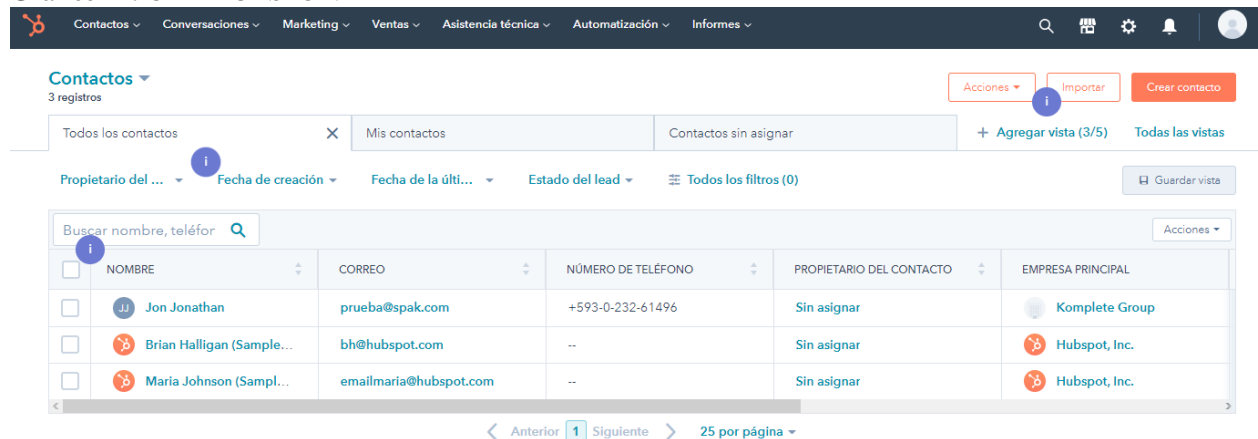 Contactos Conversaciones Marketing Ventas Asistencia técnica Automatización Informes
Contactos
3 registros
Acciones Importar Crear contacto
Todos los contactos Mis contactos Contactos sin asignar + Agregar vista (3/5) Todas las vistas
Propietario del ... Fecha de creación Fecha de la últi... Estado del lead Todos los filtros (0) Guardar vista
Buscar nombre, teléfor Acciones
NOMBRE CORREO NÚMERO DE TELÉFONO PROPIETARIO DEL CONTACTO EMPRESA PRINCIPAL
JJ Jon Jonathan prueba@spak.com +593-0-232-61496 Sin asignar Komplete Group
Brian Halligan (Sample... bh@hubspot.com -- Sin asignar Hubspot, Inc.
Maria Johnson (Sampl... emailmaria@hubspot.com -- Sin asignar Hubspot, Inc.
Anterior 1 Siguiente 25 por página